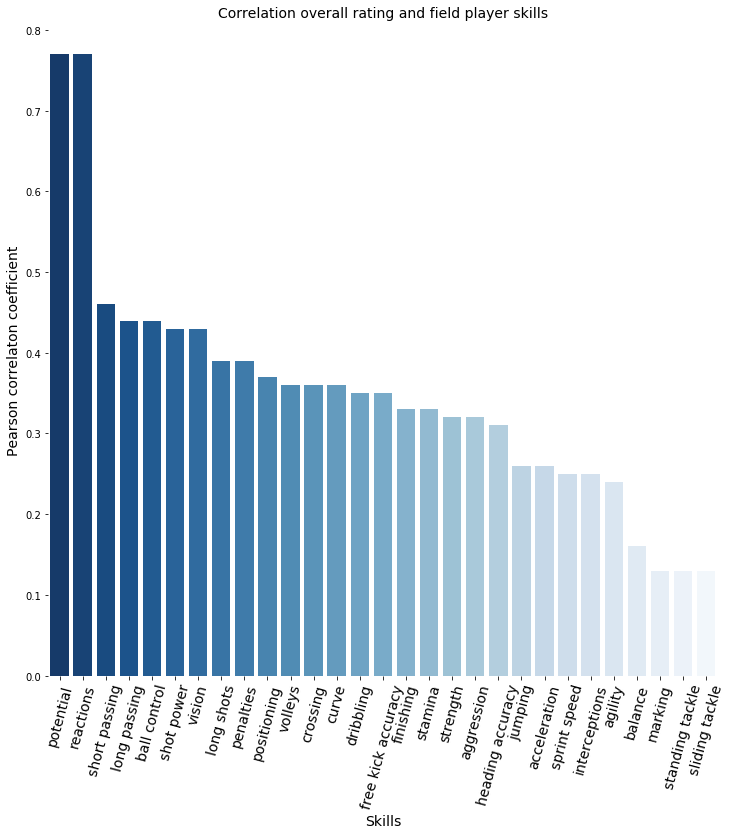 Correlation overall rating and field player skills
0.8
0.7
0.6
0.5
0.4
0.3
0.2
0.1
0.0
Pearson correlaton coefficient
potential
reactions
short passing
long passing
ball control
shot power
vision
long shots
penalties
positioning
volleys
crossing
curve
dribbling
free kick accuracy
finishing
stamina
strength
aggression
heading accuracy
jumping
acceleration
sprint speed
interceptions
agility
balance
marking
standing tackle
sliding tackle
Skills